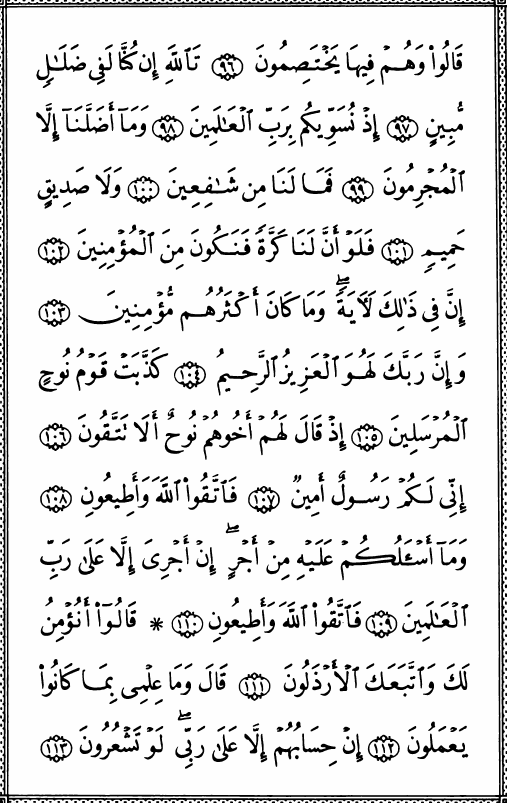 قَالُوا۟ وَهُمْ فِيهَا يَخْتَصِمُونَ ٩٦ تَٱللَّهِ إِن كُنَّا لَفِى ضَلَـٰلٍ
مُّبِينٍ ٩٧ إِذْ نُسَوِّيكُم بِرَبِّ ٱلْعَـٰلَمِينَ ٩٨ وَمَآ أَضَلَّنَآ إِلَّا
ٱلْمُجْرِمُونَ ٩٩ فَمَا لَنَا مِن شَـٰفِعِينَ ١٠٠ وَلَا صَدِيقٍ
حَمِيمٍ ١٠١ فَلَوْ أَنَّ لَنَا كَرَّةً فَنَكُونَ مِنَ ٱلْمُؤْمِنِينَ ١٠٢
إِنَّ فِى ذَٰلِكَ لَـَٔايَةً ۖ وَمَا كَانَ أَكْثَرُهُم مُّؤْمِنِينَ ١٠٣
وَإِنَّ رَبَّكَ لَهُوَ ٱلْعَزِيزُ ٱلرَّحِيمُ ١٠٤ كَذَّبَتْ قَوْمُ نُوحٍ
ٱلْمُرْسَلِينَ ١٠٥ إِذْ قَالَ لَهُمْ أَخُوهُمْ نُوحٌ أَلَا تَتَّقُونَ ١٠٦
إِنِّى لَكُمْ رَسُولٌ أَمِينٌ ١٠٧ فَٱتَّقُوا۟ ٱللَّهَ وَأَطِيعُونِ ١٠٨
وَمَآ أَسْـَٔلُكُمْ عَلَيْهِ مِنْ أَجْرٍ ۖ إِنْ أَجْرِىَ إِلَّا عَلَىٰ رَبِّ
ٱلْعَـٰلَمِينَ ١٠٩ فَٱتَّقُوا۟ ٱللَّهَ وَأَطِيعُونِ ١١٠ * قَالُوٓا۟ أَنُؤْمِنُ
لَكَ وَٱتَّبَعَكَ ٱلْأَرْذَلُونَ ١١١ قَالَ وَمَا عِلْمِى بِمَا كَانُوا۟
يَعْمَلُونَ ١١٢ إِنْ حِسَابُهُمْ إِلَّا عَلَىٰ رَبِّى ۖ لَوْ تَشْعُرُونَ ١١٣